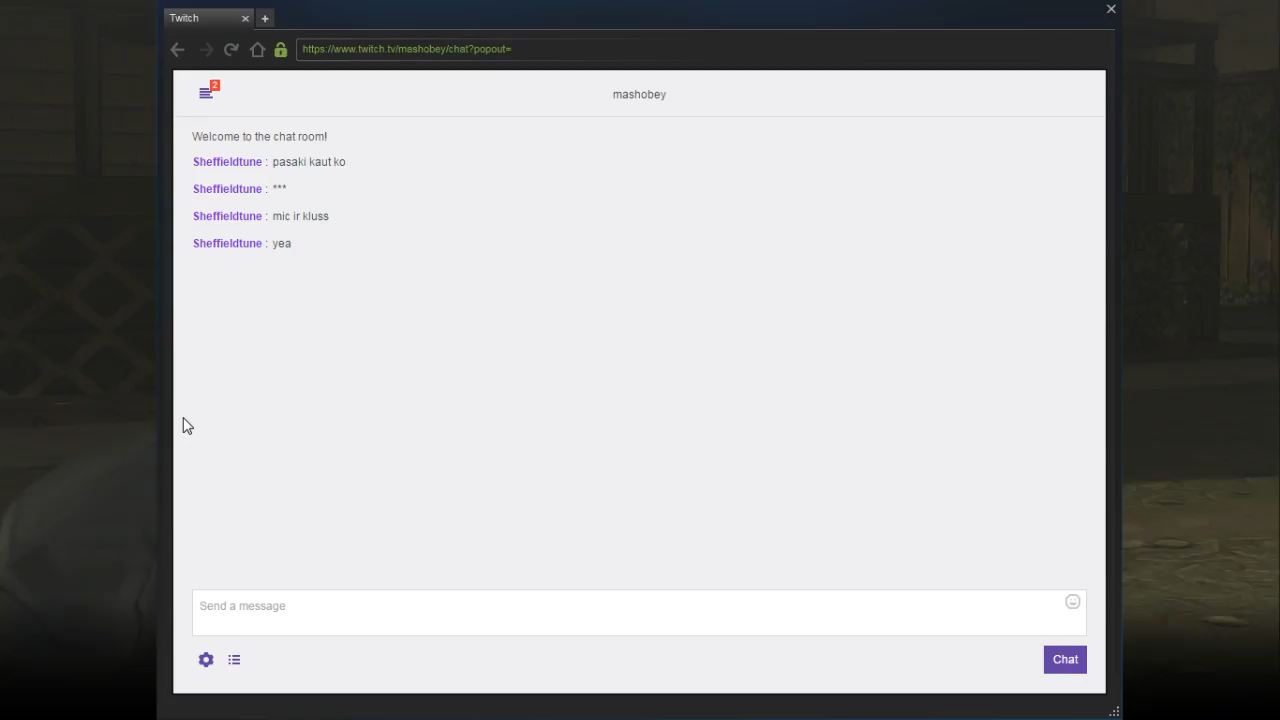 Twitch
https://www.twitch.tv/mashobey/chat?popout=
2
mashobey
Welcome to the chat room!
Sheffieldtune : pasaki kaut ko
Sheffieldtune : ***
Sheffieldtune : mic ir kluss
Sheffieldtune : yea
Send a message
Chat